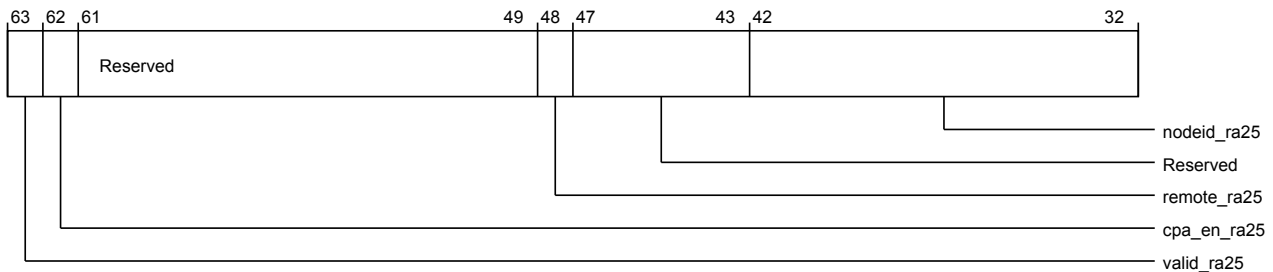 63 62 61 49 48 47 43 42 32
Reserved
nodeid_ra25
Reserved
remote_ra25
cpa_en_ra25
valid_ra25